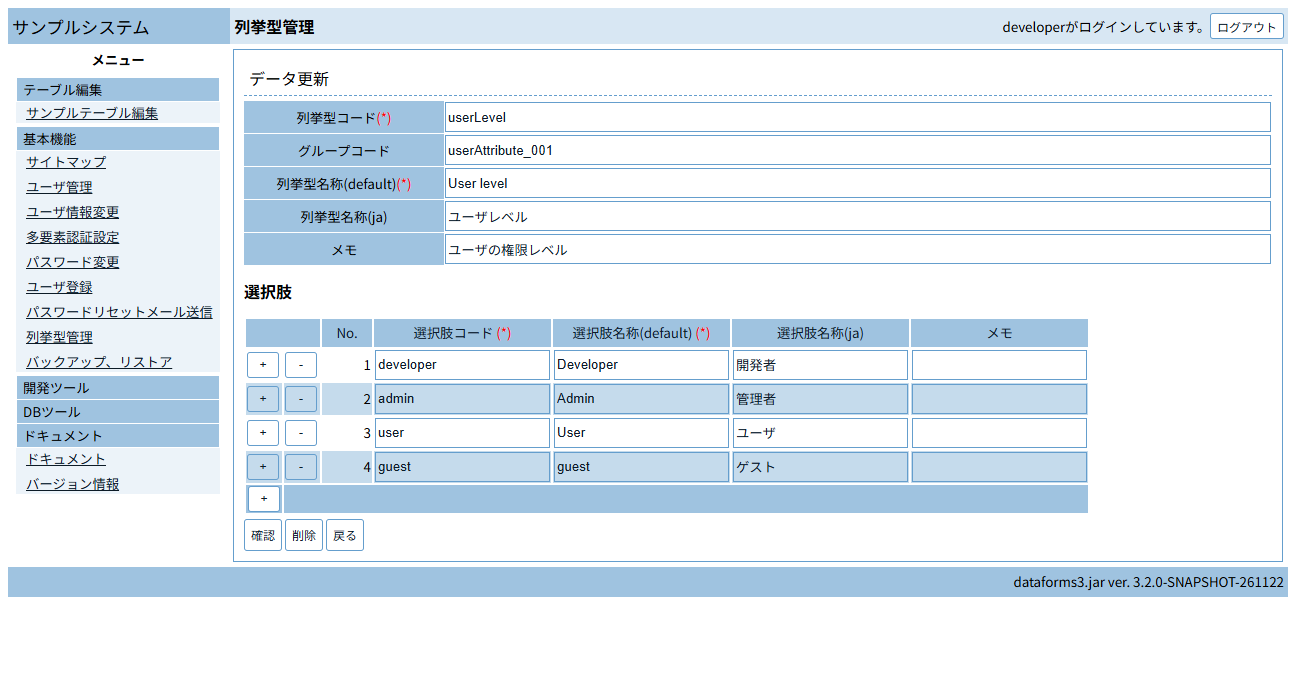 サンプルシステム
列挙型管理
developerがログインしています。 ログアウト
メニュー
テーブル編集
サンプルテーブル編集
基本機能
サイトマップ
ユーザ管理
ユーザ情報変更
多要素認証設定
パスワード変更
ユーザ登録
パスワードリセットメール送信
列挙型管理
バックアップ、リストア
開発ツール
DBツール
ドキュメント
ドキュメント
バージョン情報
データ更新
列挙型コード(*) userLevel
グループコード userAttribute_001
列挙型名称(default)(*) User level
列挙型名称(ja) ユーザレベル
メモ ユーザの権限レベル
選択肢
No. 選択肢コード (*) 選択肢名称(default) (*) 選択肢名称(ja) メモ
+ - 1 developer Developer 開発者
+ - 2 admin Admin 管理者
+ - 3 user User ユーザ
+ - 4 guest guest ゲスト
+
確認 削除 戻る
dataforms3.jar ver. 3.2.0-SNAPSHOT-261122